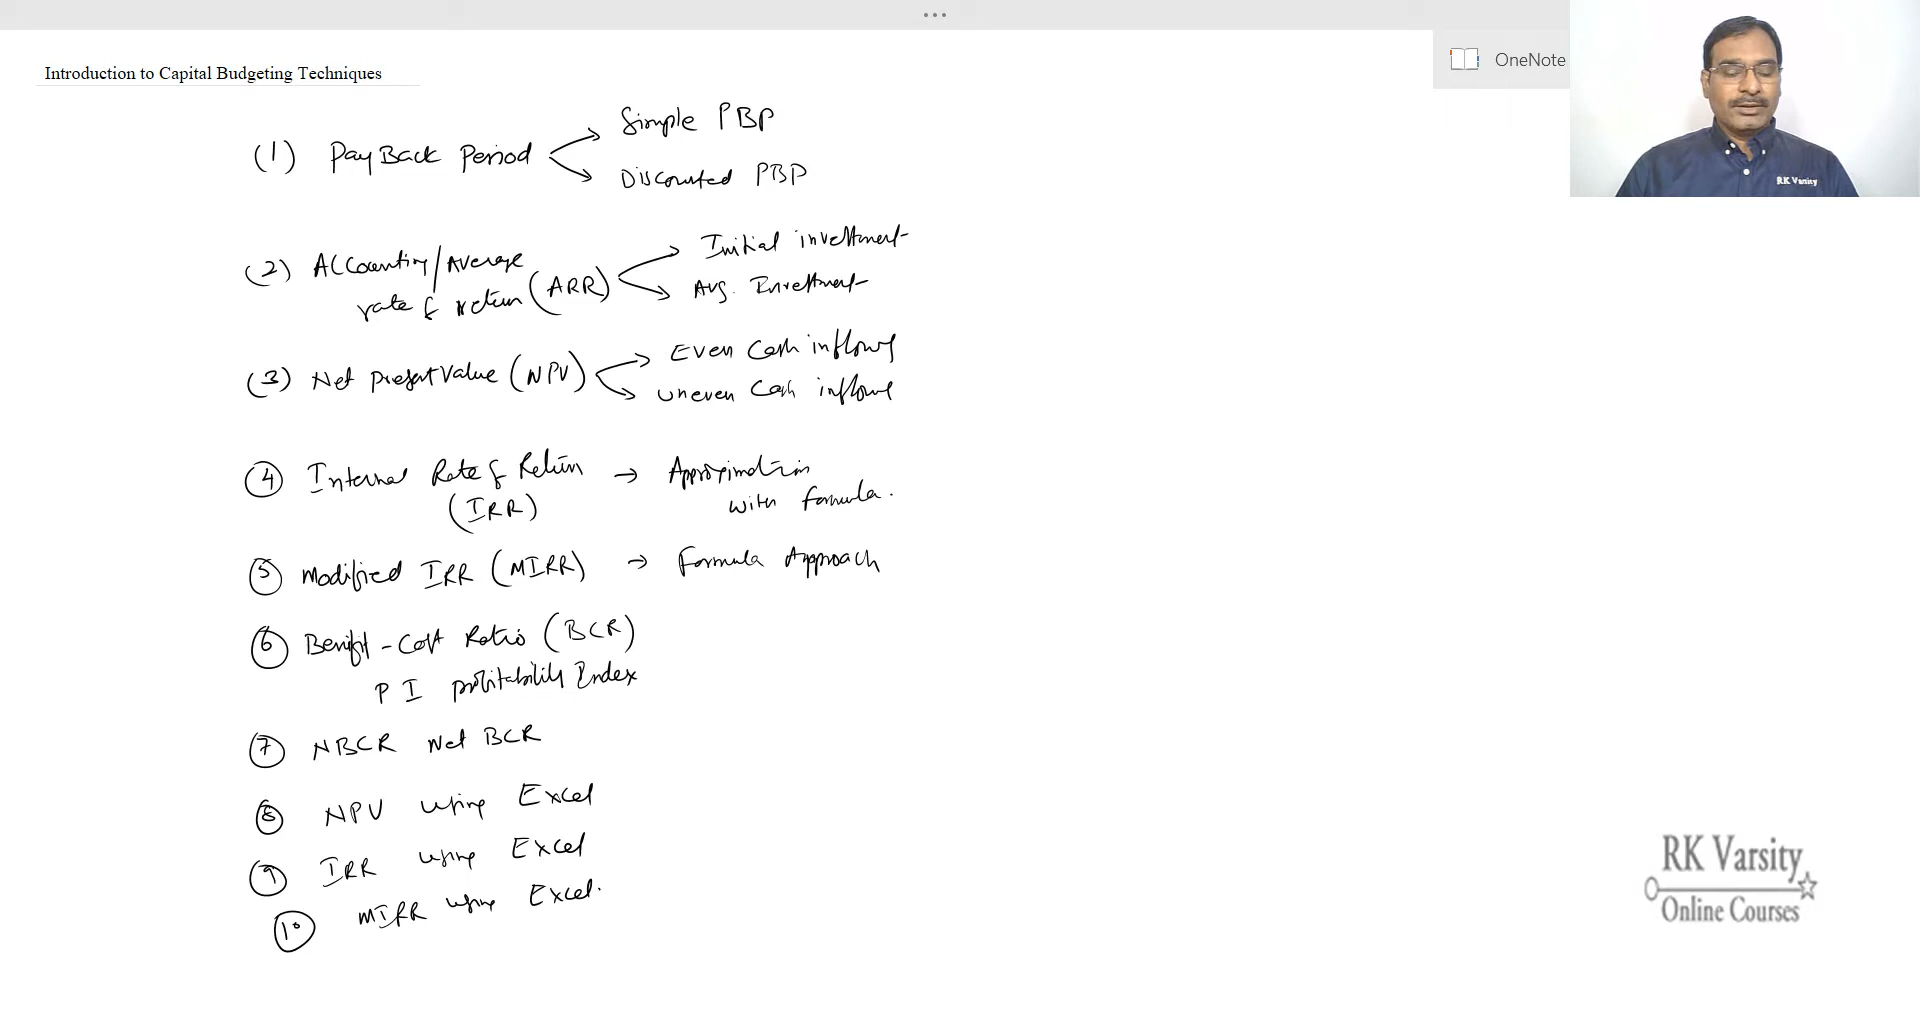 OneNote
Introduction to Capital Budgeting Techniques
RK Varsity
(1) PayBack Period
Simple PBP
Discounted PBP
(2) Accounting/Average
rate of return (ARR)
Initial investment
Avg. Investment
(3) Net present value (NPV)
Even Cash inflows
uneven Cash inflows
4 Internal Rate of Return → Approximation
(IRR) with formula.
5 Modified IRR (MIRR) → Formula Approach
6 Benifit - Cost Ratio (BCR)
P I profitability Index
7 NBCR Net BCR
8 NPV using Excel
9 IRR using Excel
10 MIRR using Excel.
RK Varsity
Online Courses